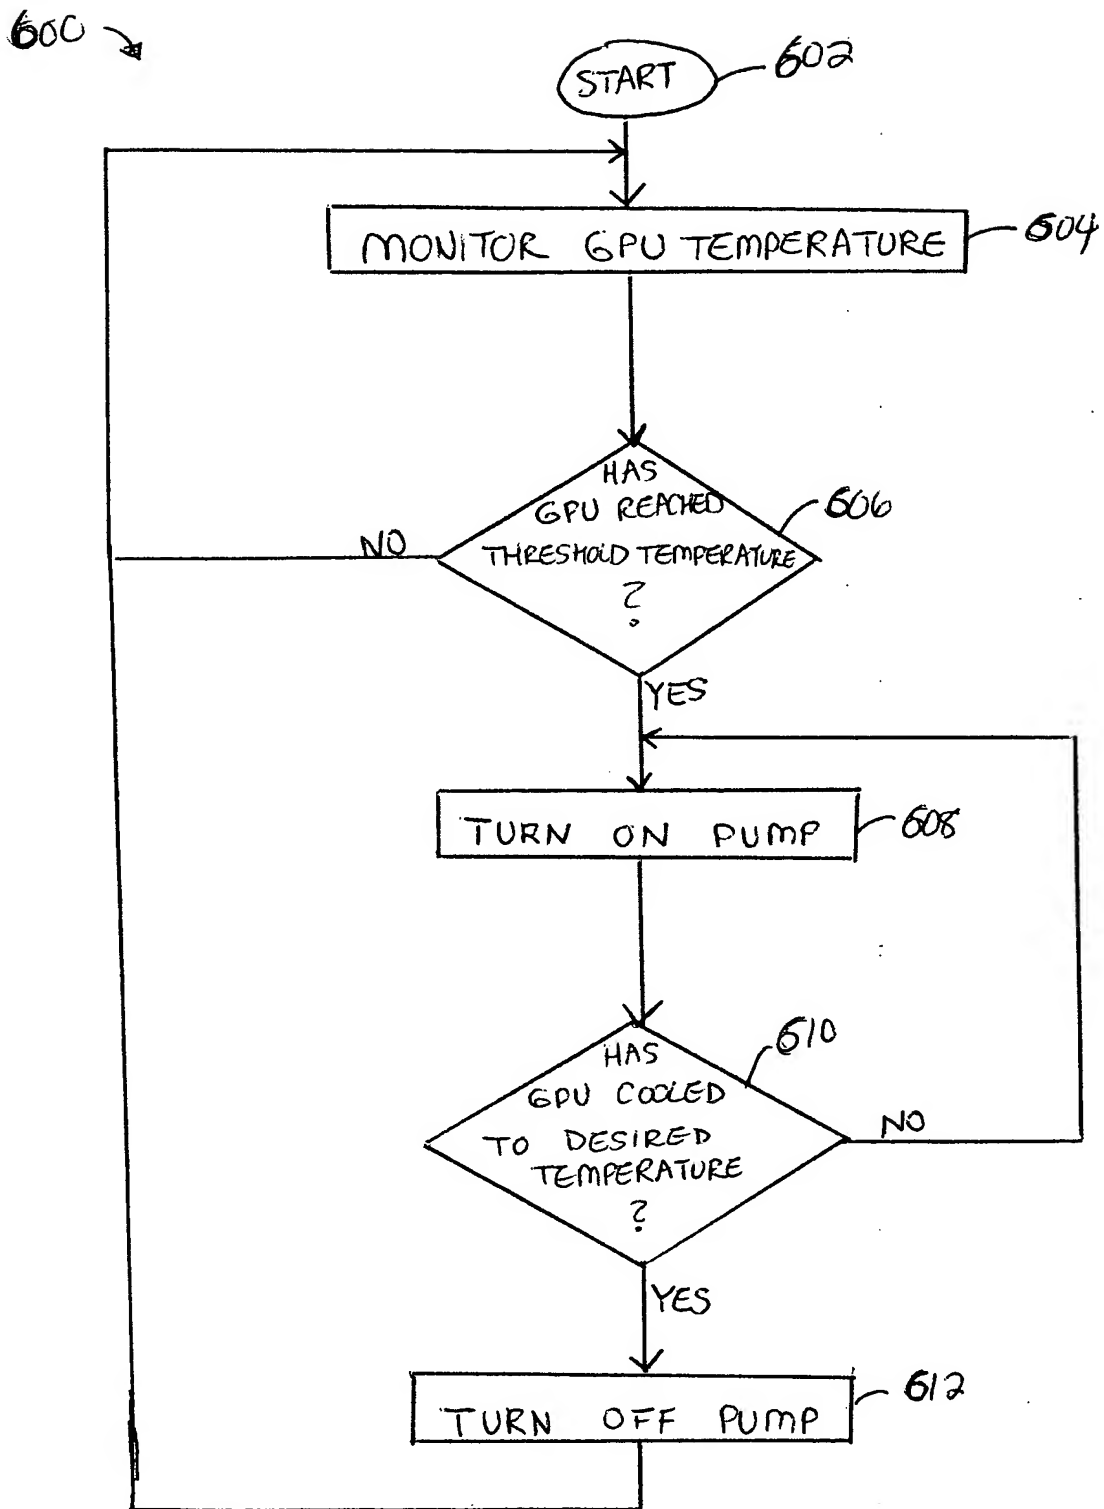 600
START
602
MONITOR GPU TEMPERATURE
604
HAS
GPU REACHED
THRESHOLD TEMPERATURE
?
606
NO
YES
TURN ON PUMP
608
HAS
GPU COOLED
TO DESIRED
TEMPERATURE
?
610
NO
YES
TURN OFF PUMP
612